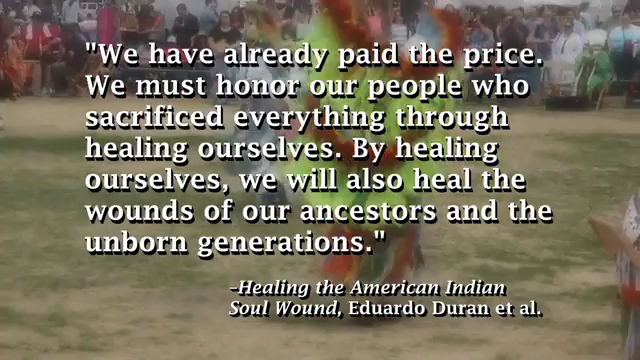 "We have already paid the price.
We must honor our people who
sacrificed everything through
healing ourselves. By healing
ourselves, we will also heal the
wounds of our ancestors and the
unborn generations."
–Healing the American Indian
Soul Wound, Eduardo Duran et al.